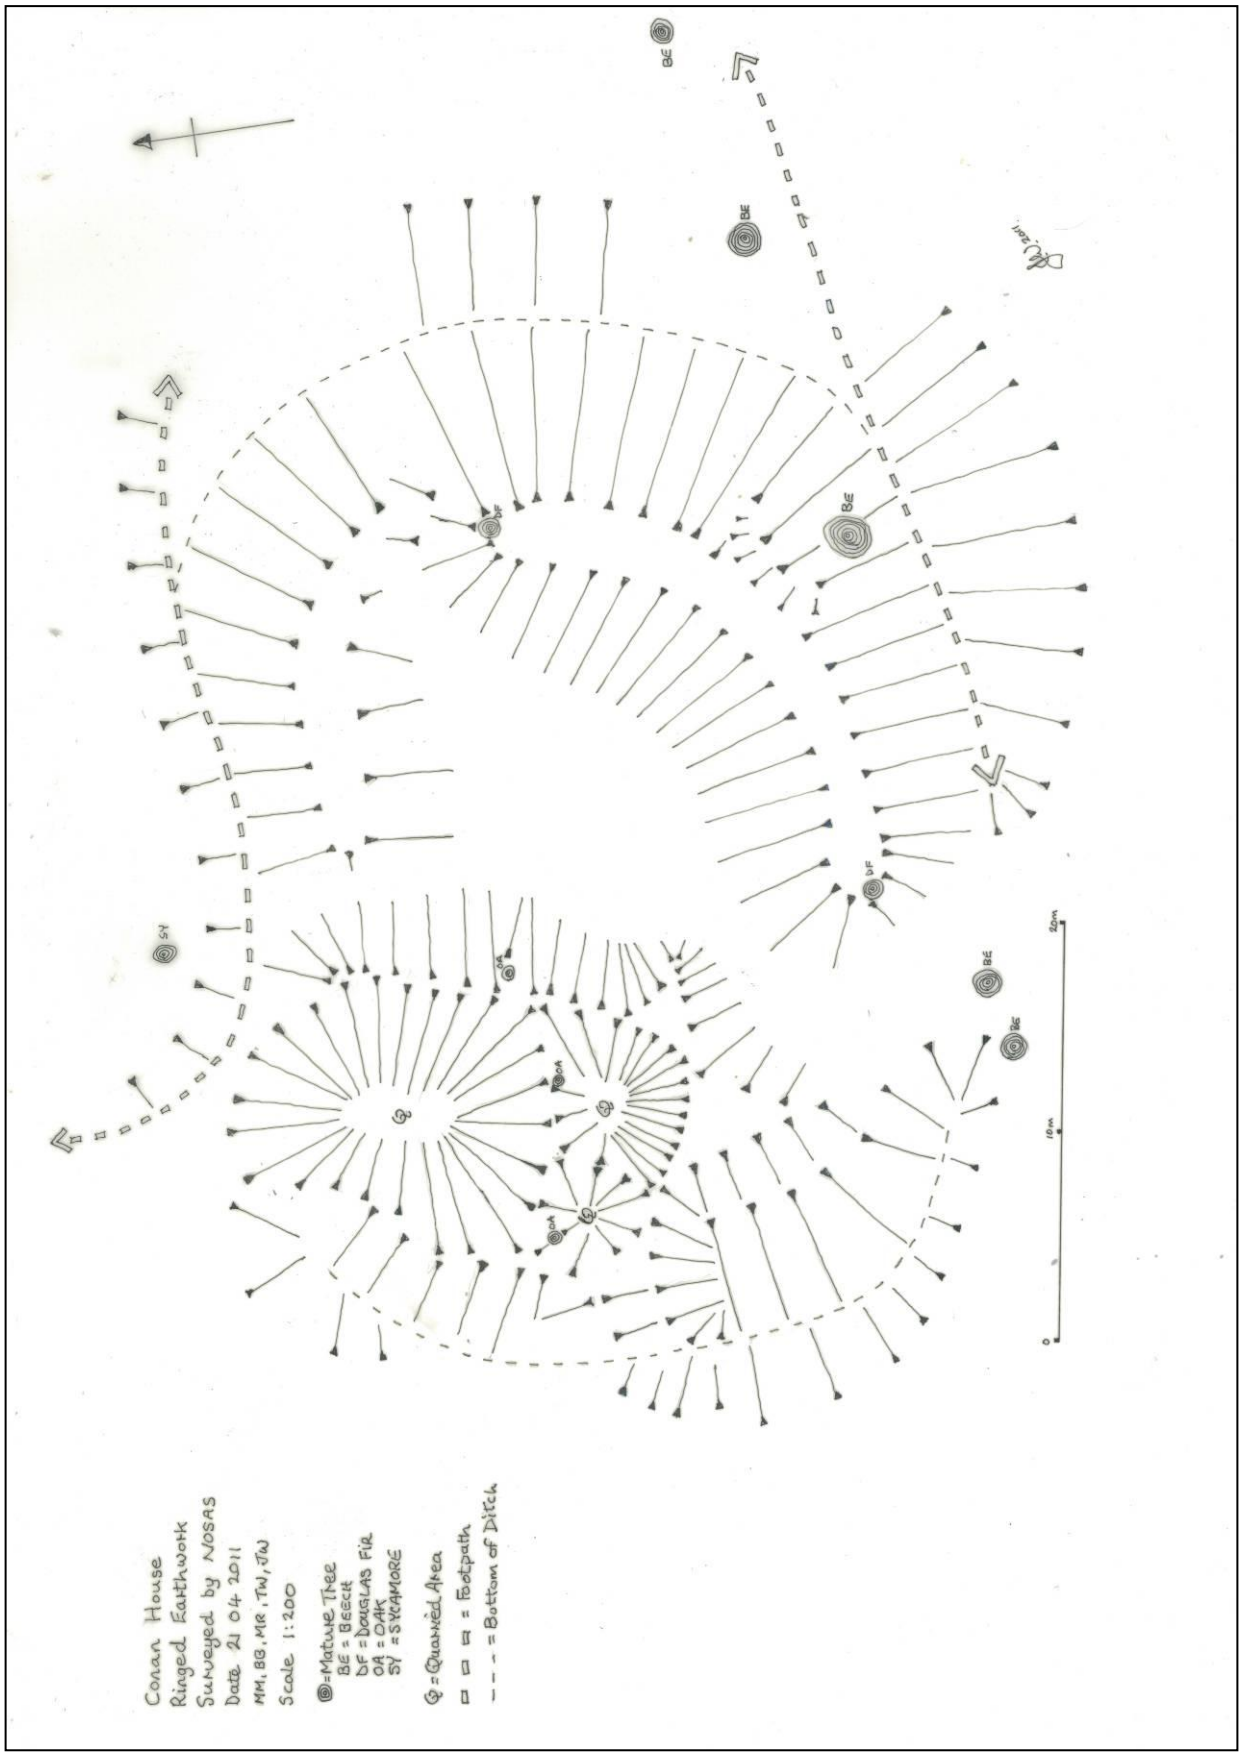 Conan House
Ringed Earthwork
Surveyed by NOSAS
Date 21 04 2011
MM, BB, MR, TW, JW
Scale 1:200
=Mature Tree
BE = BEECH
DF = DOUGLAS FIR
OA = OAK
SY = SYCAMORE
Q = Quarried Area
= Footpath
--- = Bottom of Ditch
SY
OA
OA
OA
Q
Q
Q
DF
DF
BE
BE
BE
BE
BE
0
10m
20m
2011.